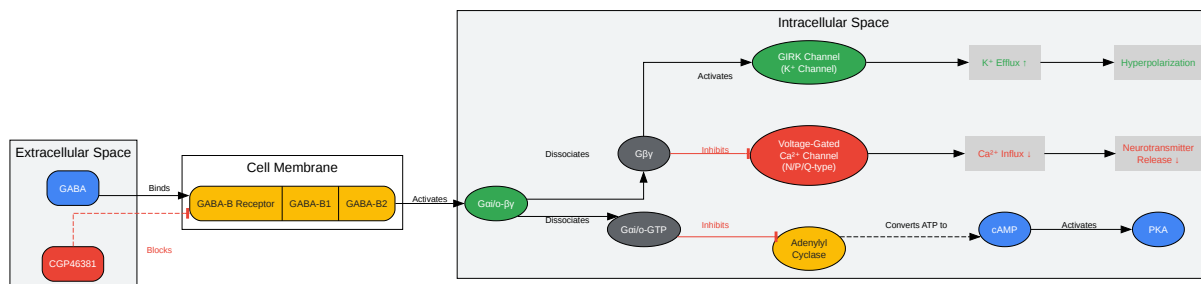 Intracellular Space
GIRK Channel
(K⁺ Channel)
K⁺ Efflux ↑
Hyperpolarization
Activates
Extracellular Space
Cell Membrane
Dissociates
Gβγ
Inhibits
Voltage-Gated
Ca²⁺ Channel
(N/P/Q-type)
Ca²⁺ Influx ↓
Neurotransmitter
Release ↓
GABA
Binds
GABA-B Receptor
GABA-B1
GABA-B2
Activates
Gαi/o-βγ
Dissociates
Gαi/o-GTP
Inhibits
Adenylyl
Cyclase
Converts ATP to
cAMP
Activates
PKA
Blocks
CGP46381